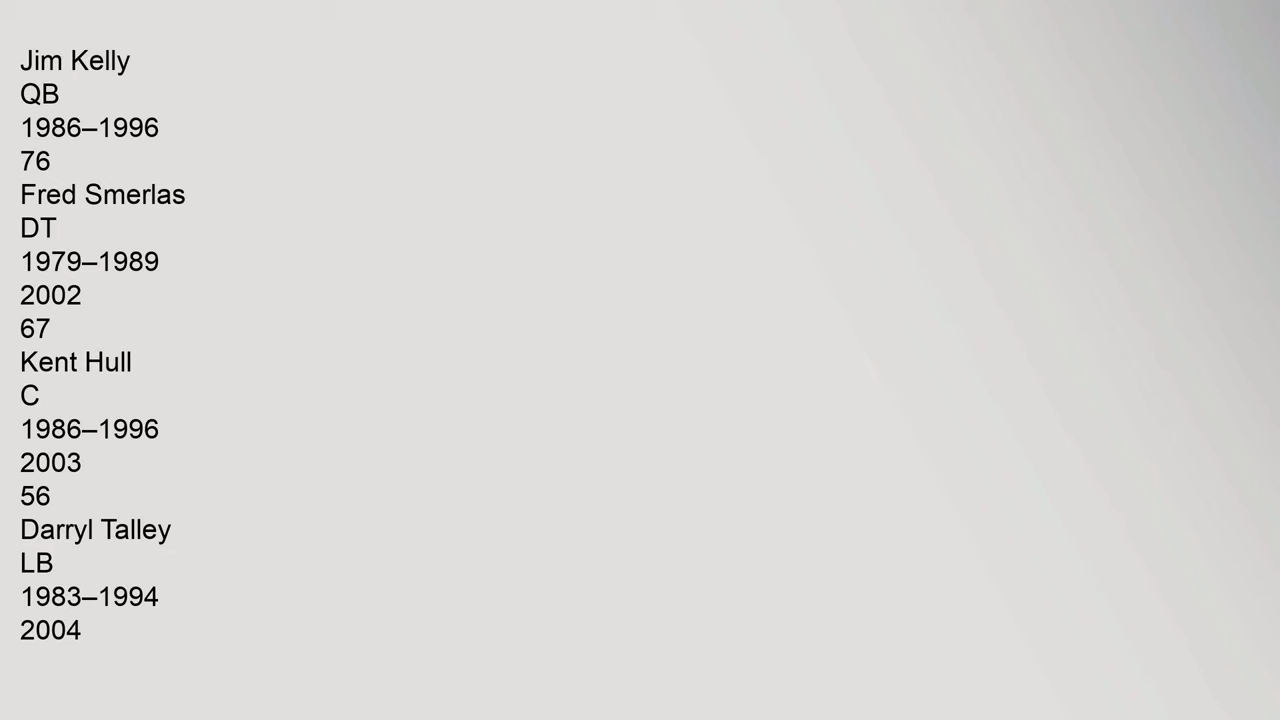 Jim Kelly
QB
1986–1996
76
Fred Smerlas
DT
1979–1989
2002
67
Kent Hull
C
1986–1996
2003
56
Darryl Talley
LB
1983–1994
2004